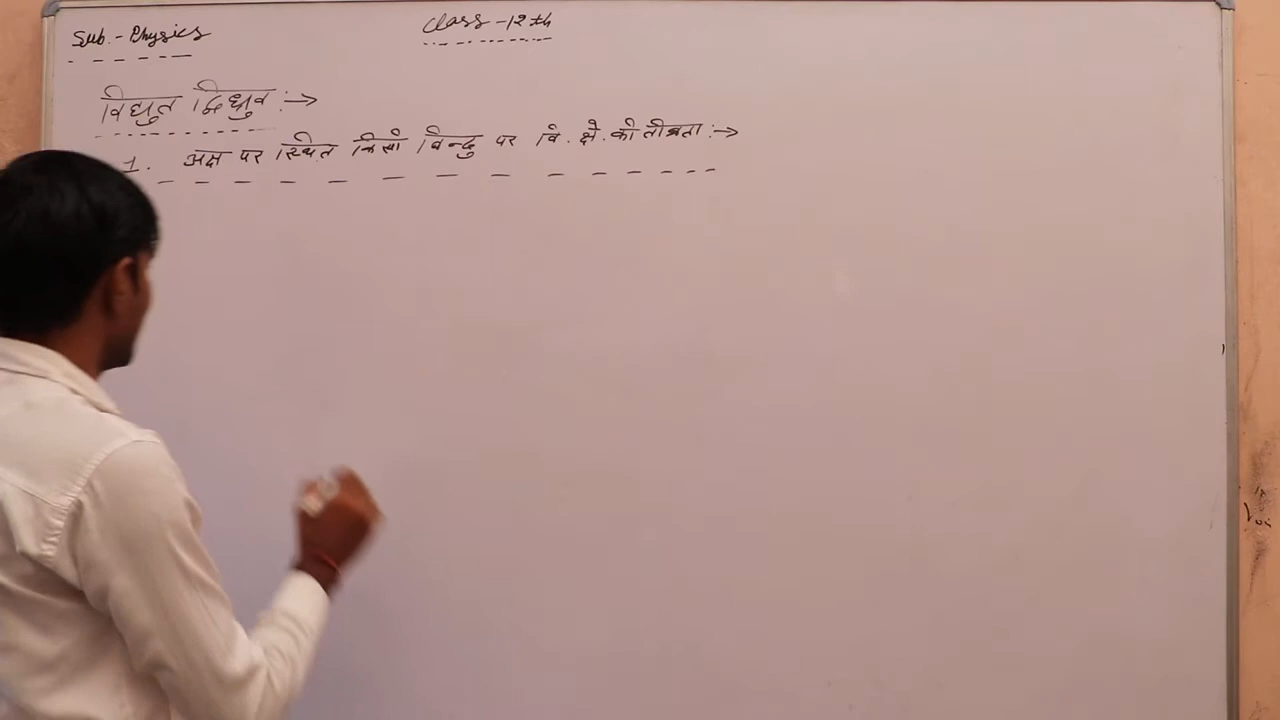 Sub. - Physics
Class - 12th
विद्युत द्विध्रुव :→
1. अक्ष पर स्थित किसी विन्दु पर वि. क्षे. की तीव्रता :→